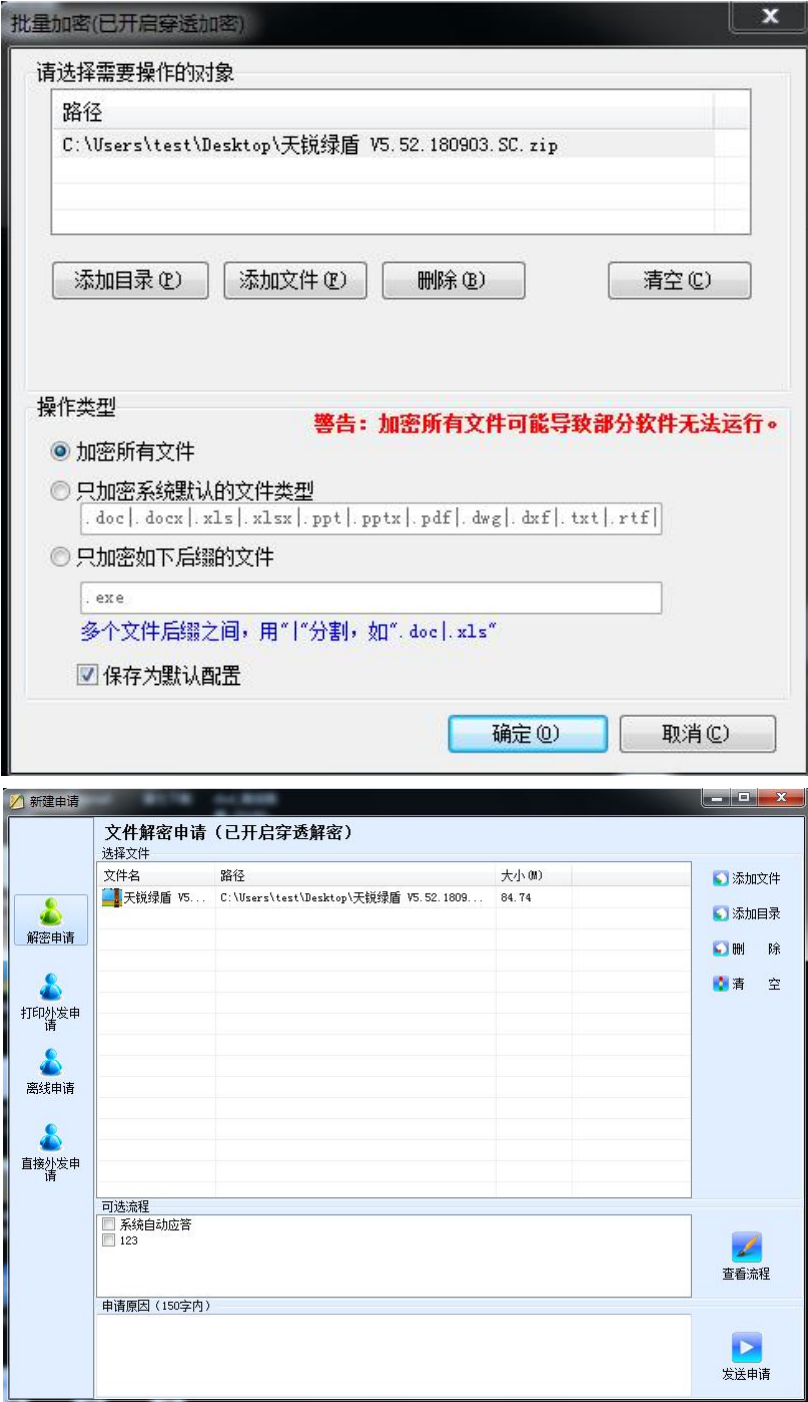 批量加密(已开启穿透加密)
请选择需要操作的对象
路径
C:\Users\test\Desktop\天锐绿盾 V5.52.180903.SC.zip
添加目录(P) 添加文件(F) 删除(B) 清空(C)
操作类型
警告：加密所有文件可能导致部分软件无法运行。
加密所有文件
只加密系统默认的文件类型
.doc|.docx|.xls|.xlsx|.ppt|.pptx|.pdf|.dwg|.dxf|.txt|.rtf|
只加密如下后缀的文件
.exe
多个文件后缀之间，用"|"分割，如".doc|.xls"
保存为默认配置
确定(O) 取消(C)
新建申请
文件解密申请（已开启穿透解密）
选择文件
文件名 路径 大小(M)
天锐绿盾 V5... C:\Users\test\Desktop\天锐绿盾 V5.52.1809... 84.74
添加文件
添加目录
删 除
清 空
解密申请
打印外发申
请
离线申请
直接外发申
请
可选流程
系统自动应答
123
查看流程
申请原因（150字内）
发送申请